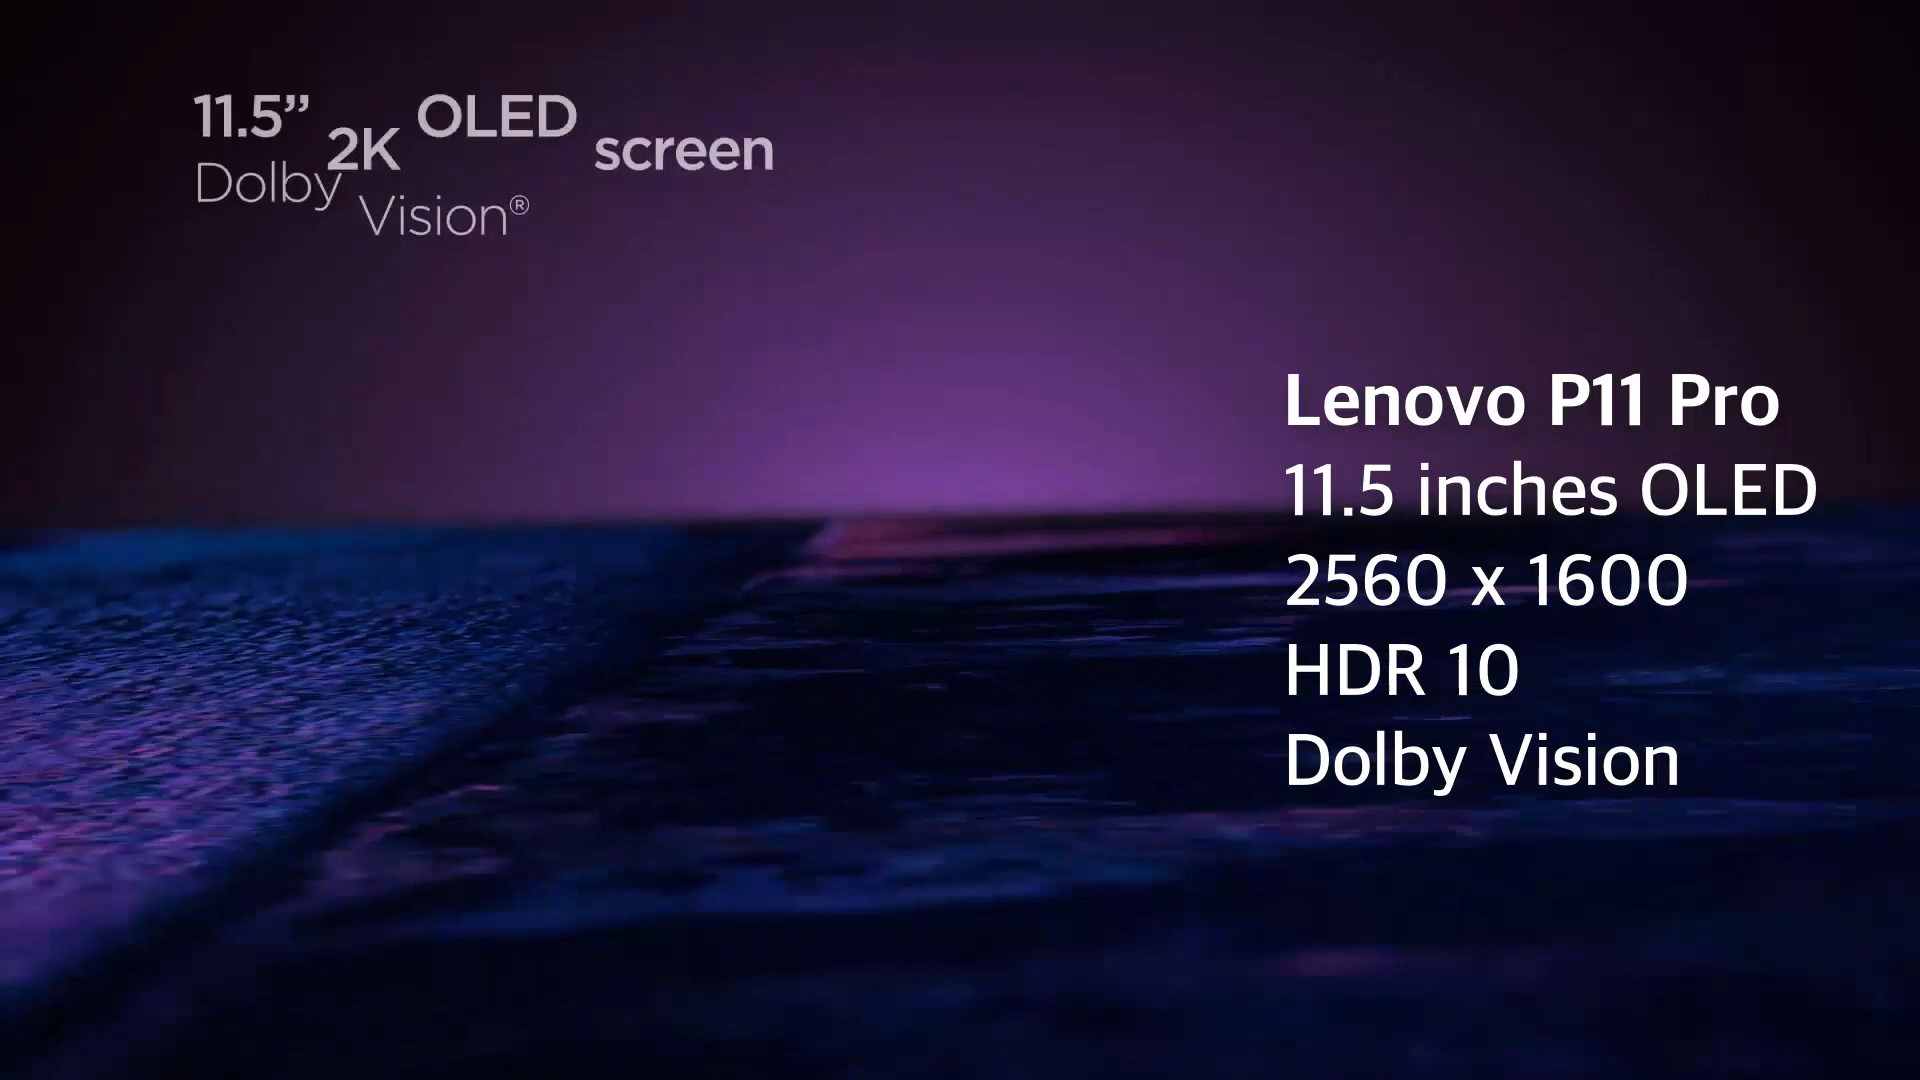 11.5” 2K OLED screen
Dolby Vision®
Lenovo P11 Pro
11.5 inches OLED
2560 x 1600
HDR 10
Dolby Vision